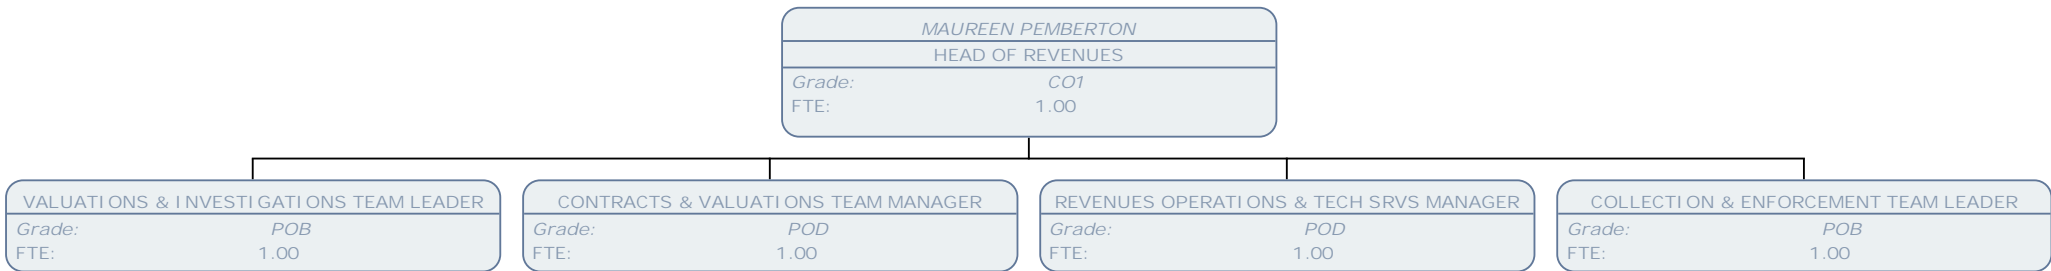 MAUREEN PEMBERTON
HEAD OF REVENUES
Grade: CO1
FTE: 1.00
VALUATIONS & INVESTIGATIONS TEAM LEADER
Grade: POB
FTE: 1.00
CONTRACTS & VALUATIONS TEAM MANAGER
Grade: POD
FTE: 1.00
REVENUES OPERATIONS & TECH SRVS MANAGER
Grade: POD
FTE: 1.00
COLLECTION & ENFORCEMENT TEAM LEADER
Grade: POB
FTE: 1.00